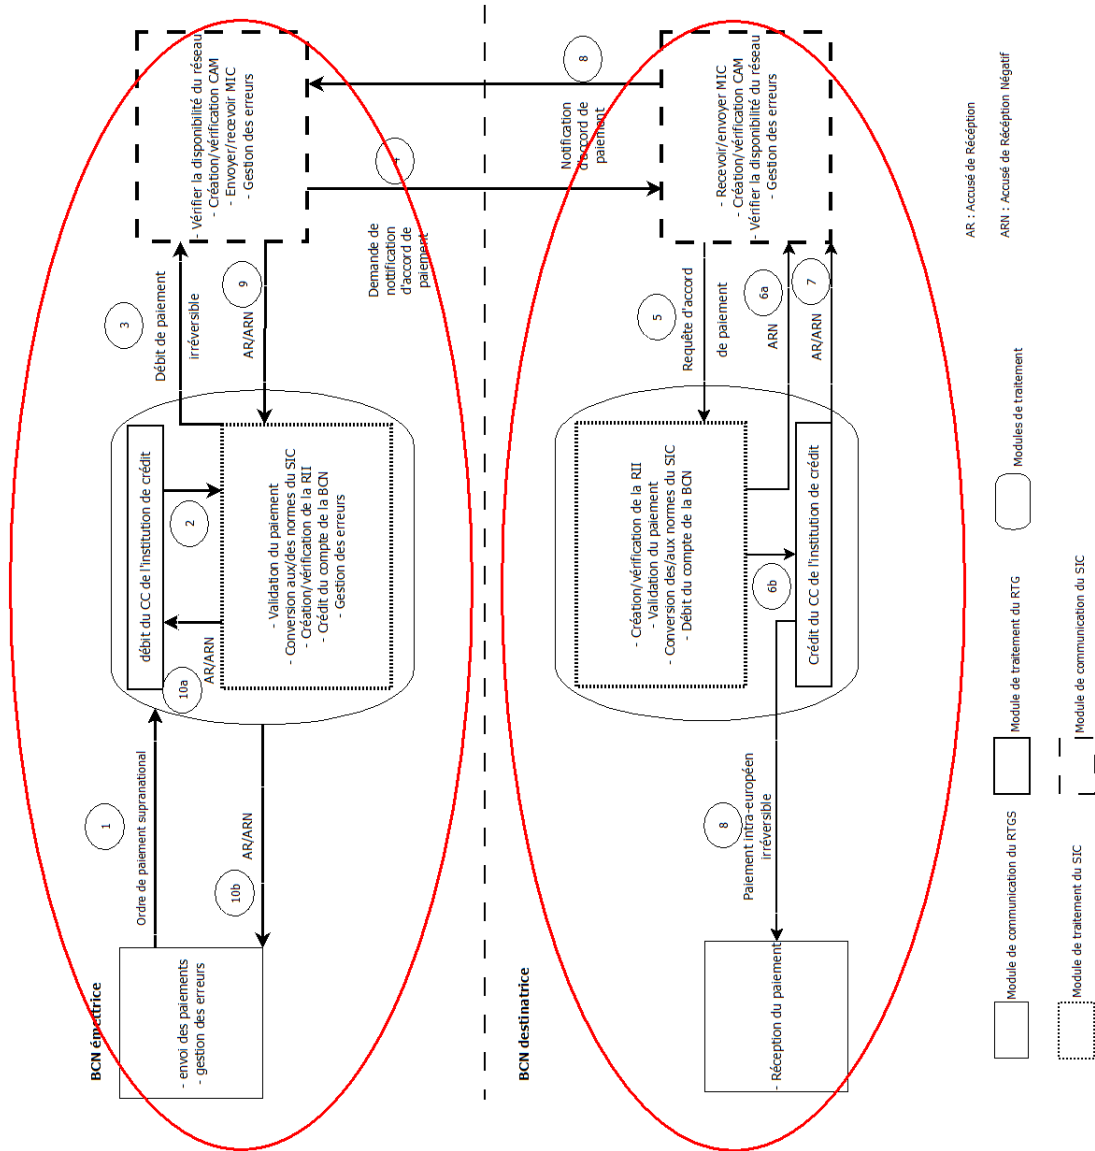 BCN émettrice
- envoi des paiements
- gestion des erreurs
1
Ordre de paiement supranational
AR/ARN
10b
débit du CC de l'institution de crédit
10a
AR/ARN
2
- Validation du paiement
- Conversion aux/des normes du SIC
- Création/vérification de la RII
- Crédit du compte de la BCN
- Gestion des erreurs
3
Débit de paiement
irréversible
9
AR/ARN
- Vérifier la disponibilité du réseau
- Création/vérification CAM
- Envoyer/recevoir MIC
- Gestion des erreurs
Demande de
nottification
d'accord de
paiement
4
Notification
d'accord de
paiement
8
BCN destinatrice
- Réception du paiement
8
Paiement intra-européen
irréversible
- Création/vérification de la RII
- Validation du paiement
- Conversion des/aux normes du SIC
- Débit du compte de la BCN
6b
Crédit du CC de l'institution de crédit
5
Requête d'accord
de paiement
6a
ARN
7
AR/ARN
- Recevoir/envoyer MIC
- Création/vérification CAM
- Vérifier la disponibilité du réseau
- Gestion des erreurs
AR : Accusé de Récéption
ARN : Accusé de Récéption Négatif
Module de communication du RTGS
Module de traitement du RTG
Modules de traitement
Module de traitement du SIC
Module de communication du SIC